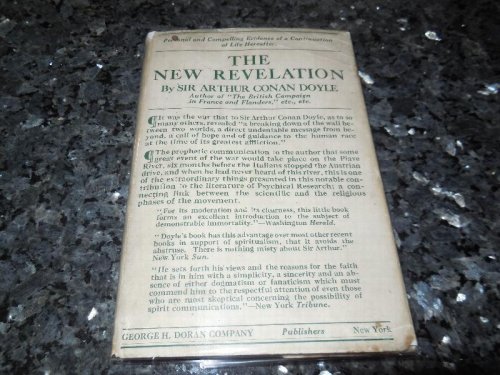 Personal and Compelling Evidence of a Continuation
of Life Hereafter.
THE
NEW REVELATION
By SIR ARTHUR CONAN DOYLE
Author of "The British Campaign
in France and Flanders," etc., etc.
¶It was the war that to Sir Arthur Conan Doyle, as to so
many others, revealed "a breaking down of the wall be-
tween two worlds, a direct undeniable message from be-
yond, a call of hope and of guidance to the human race
at the time of its greatest affliction."
¶The prophetic communication to the author that some
great event of the war would take place on the Piave
River, six months before the Italians stopped the Austrian
drive, and when he had never heard of this river, this is one
of the extraordinary things presented in this notable con-
tribution to the literature of Psychical Research; a con-
necting link between the scientific and the religious
phases of the movement.
"For its moderation and its clearness, this little book
forms an excellent introduction to the subject of
demonstrable immortality."—Washington Herald.
"Doyle's book has this advantage over most other recent
books in support of spiritualism, that it avoids the
abstruse. There is nothing misty about Sir Arthur."
New York Sun.
"He sets forth his views and the reasons for the faith
that is in him with a simplicity, a sincerity and an ab-
sence of either dogmatism or fanaticism which must
commend him to the respectful attention of even those
who are most skeptical concerning the possibility of
spirit communications."—New York Tribune.
GEORGE H. DORAN COMPANY Publishers New York